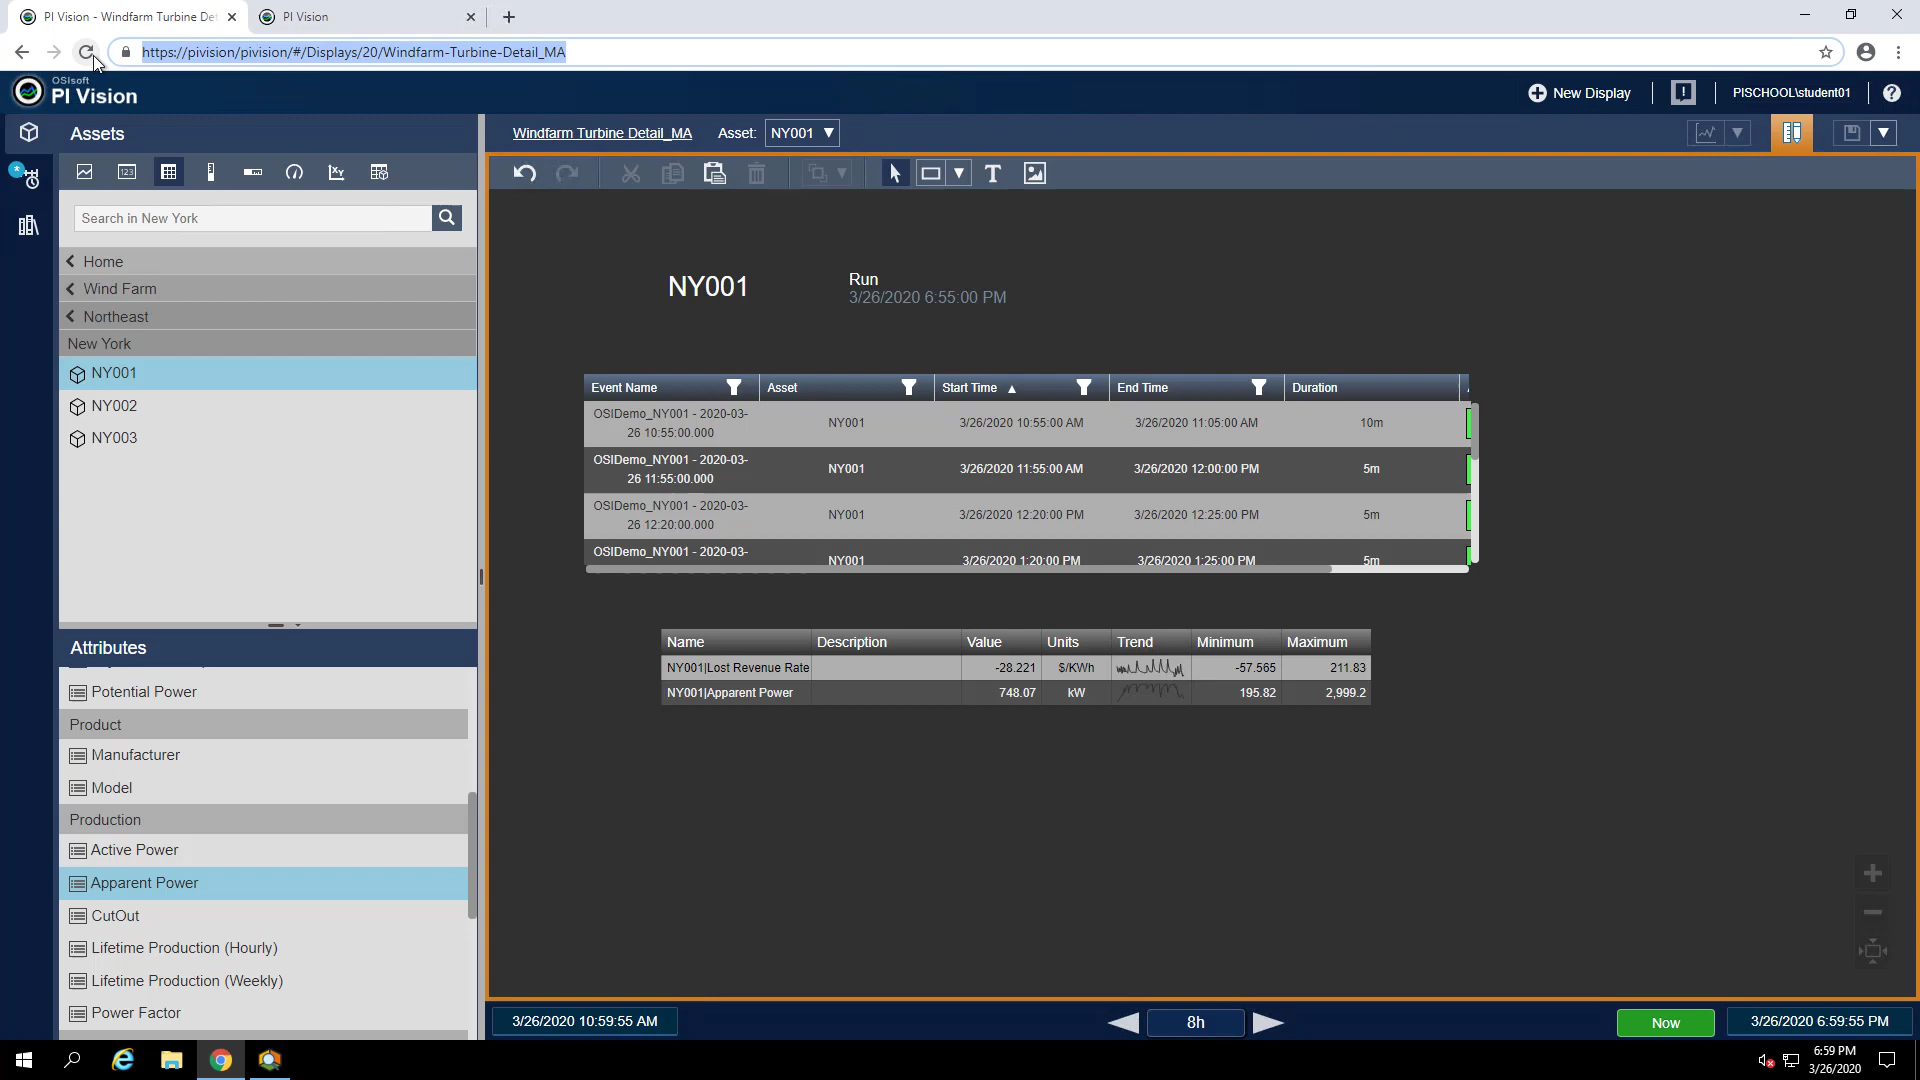 PI Vision - Windfarm Turbine Det
PI Vision
https://pivision/pivision/#/Displays/20/Windfarm-Turbine-Detail_MA
OSIsoft
PI Vision
New Display
PISCHOOL\student01
Assets
Windfarm Turbine Detail_MA
Asset:
NY001
Search in New York
Home
Wind Farm
Northeast
New York
NY001
NY002
NY003
NY001
Run
3/26/2020 6:55:00 PM
Event Name Asset Start Time End Time Duration
OSIDemo_NY001 - 2020-03-
26 10:55:00.000
NY001 3/26/2020 10:55:00 AM 3/26/2020 11:05:00 AM 10m
OSIDemo_NY001 - 2020-03-
26 11:55:00.000
NY001 3/26/2020 11:55:00 AM 3/26/2020 12:00:00 PM 5m
OSIDemo_NY001 - 2020-03-
26 12:20:00.000
NY001 3/26/2020 12:20:00 PM 3/26/2020 12:25:00 PM 5m
OSIDemo_NY001 - 2020-03-
NY001 3/26/2020 1:20:00 PM 3/26/2020 1:25:00 PM 5m
Name Description Value Units Trend Minimum Maximum
NY001|Lost Revenue Rate -28.221 $/KWh -57.565 211.83
NY001|Apparent Power 748.07 kW 195.82 2,999.2
Attributes
Potential Power
Product
Manufacturer
Model
Production
Active Power
Apparent Power
CutOut
Lifetime Production (Hourly)
Lifetime Production (Weekly)
Power Factor
3/26/2020 10:59:55 AM
8h
Now
3/26/2020 6:59:55 PM
6:59 PM
3/26/2020